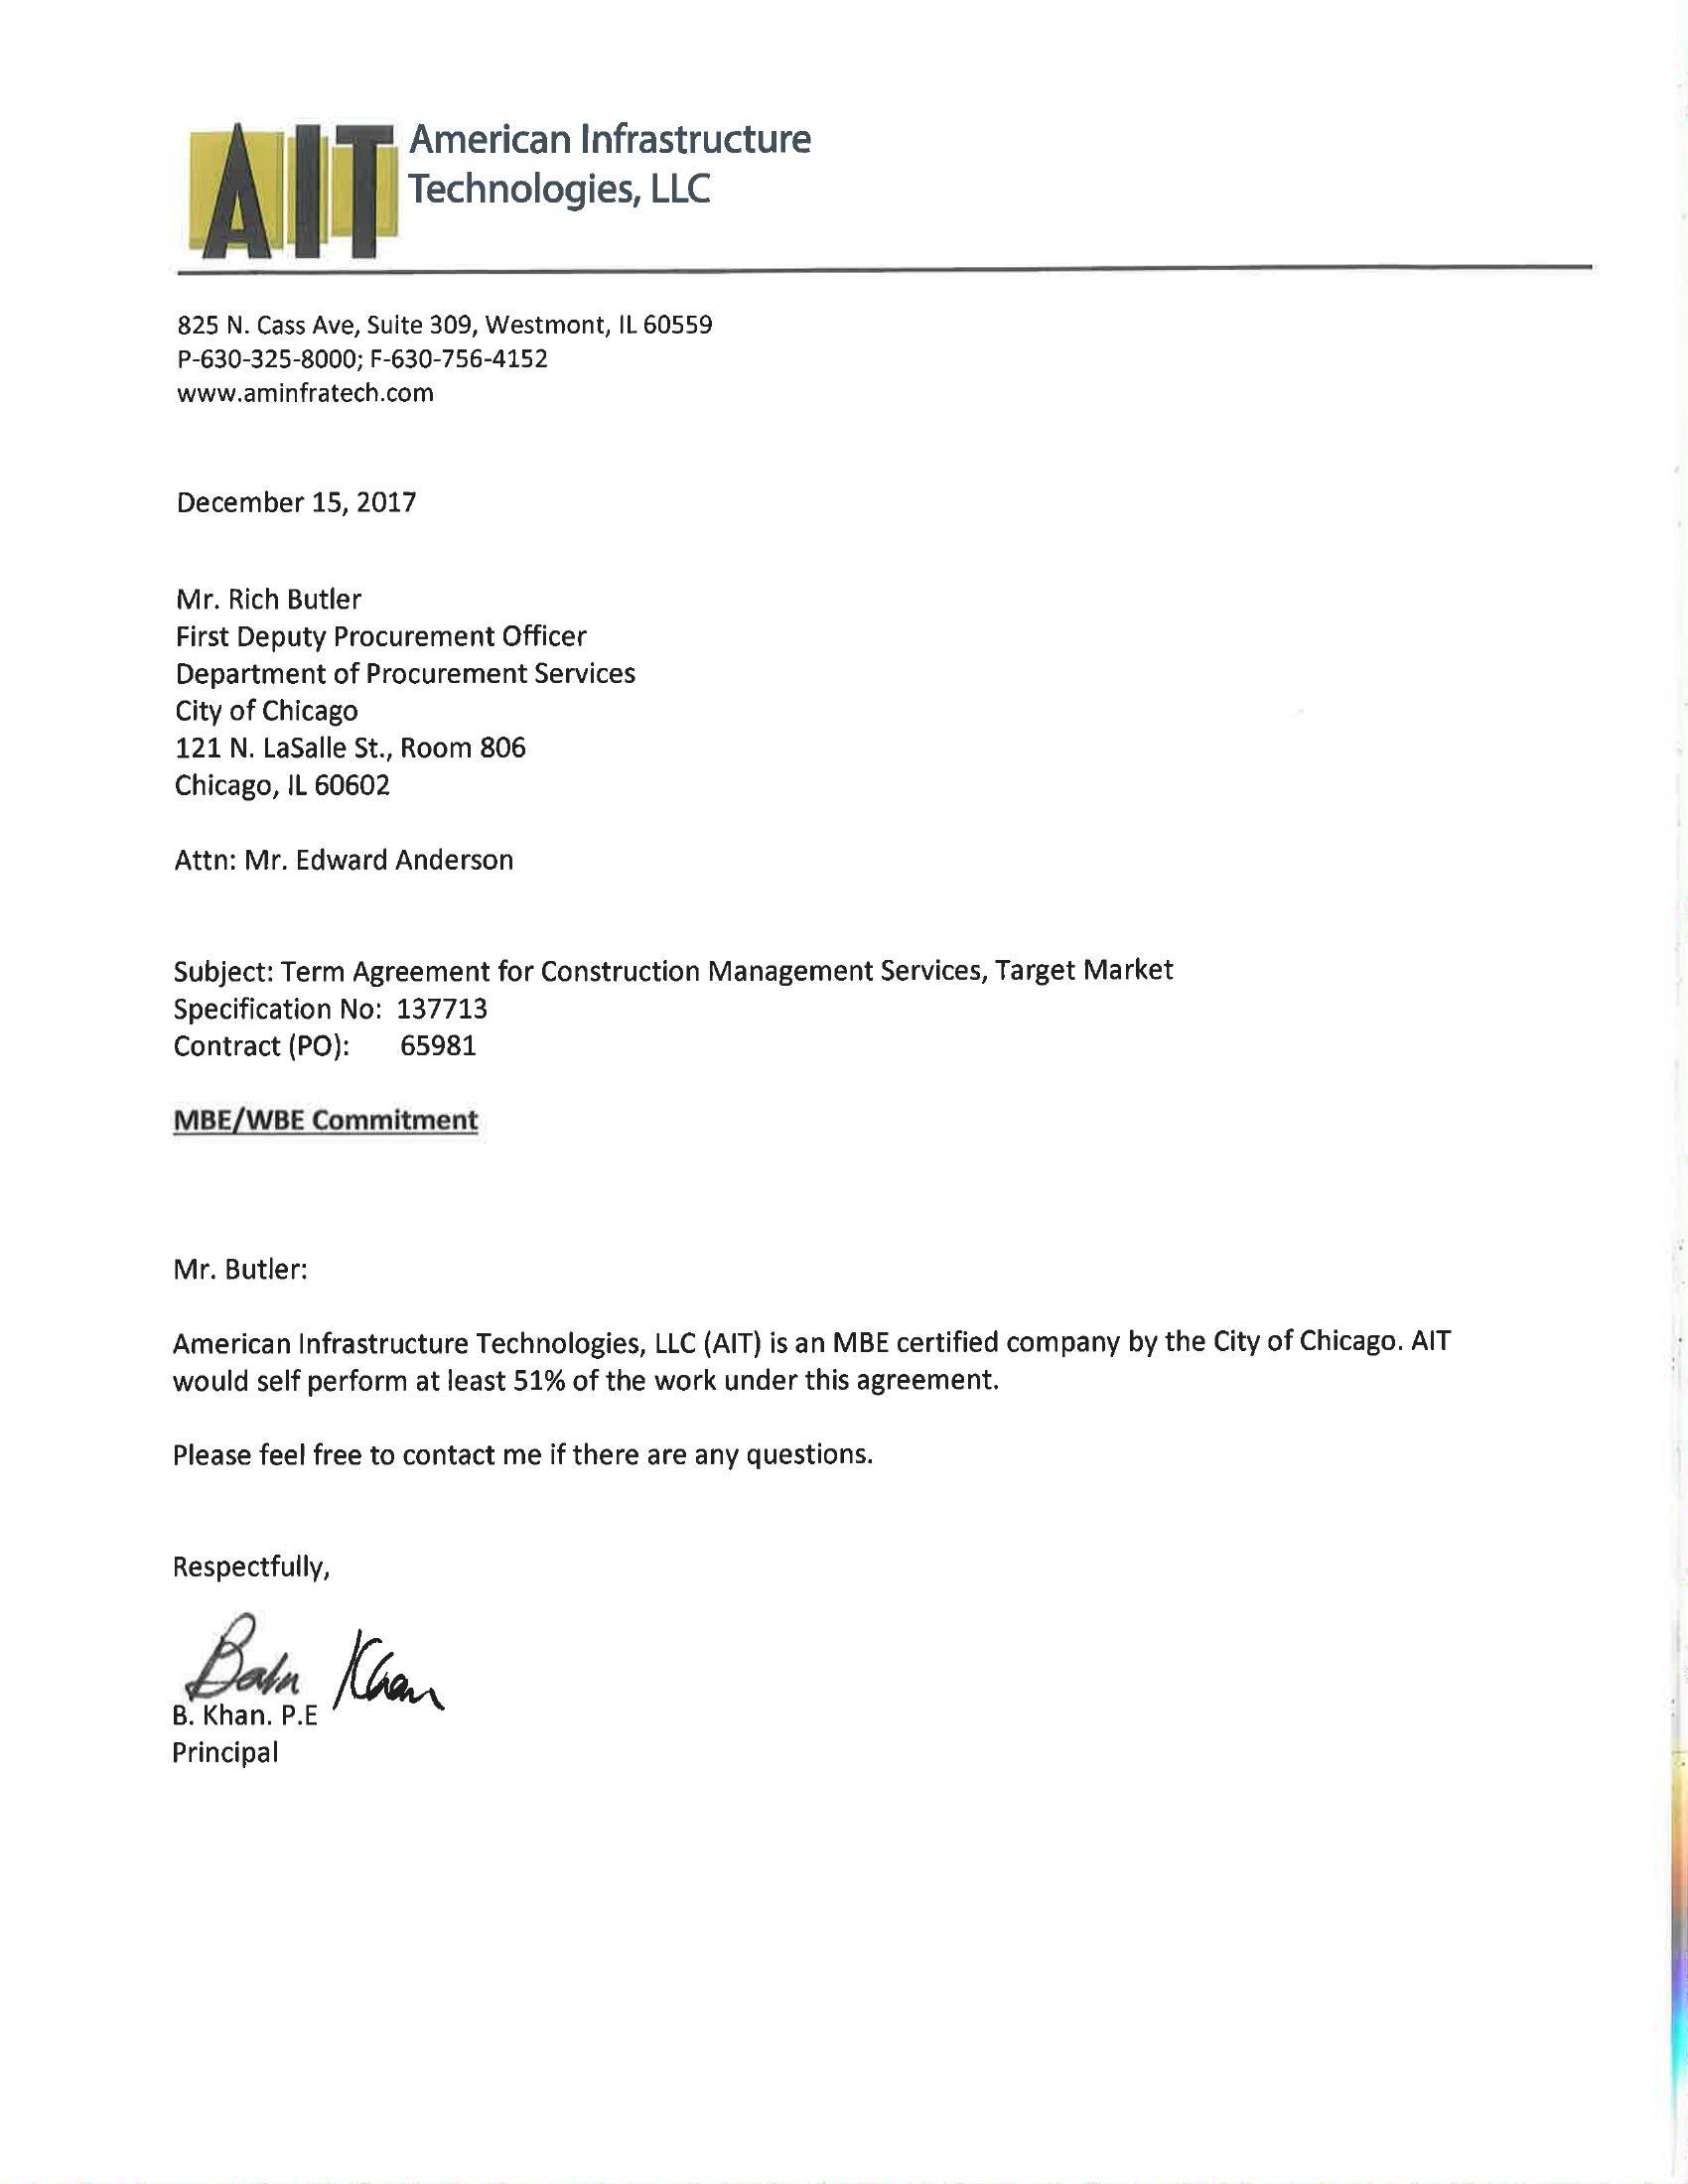 AIT American Infrastructure
Technologies, LLC
825 N. Cass Ave, Suite 309, Westmont, IL 60559
P-630-325-8000; F-630-756-4152
www.aminfratech.com
December 15, 2017
Mr. Rich Butler
First Deputy Procurement Officer
Department of Procurement Services
City of Chicago
121 N. LaSalle St., Room 806
Chicago, IL 60602
Attn: Mr. Edward Anderson
Subject: Term Agreement for Construction Management Services, Target Market
Specification No: 137713
Contract (PO): 65981
MBE/WBE Commitment
Mr. Butler:
American Infrastructure Technologies, LLC (AIT) is an MBE certified company by the City of Chicago. AIT
would self perform at least 51% of the work under this agreement.
Please feel free to contact me if there are any questions.
Respectfully,
Khan
B. Khan. P.E
Principal